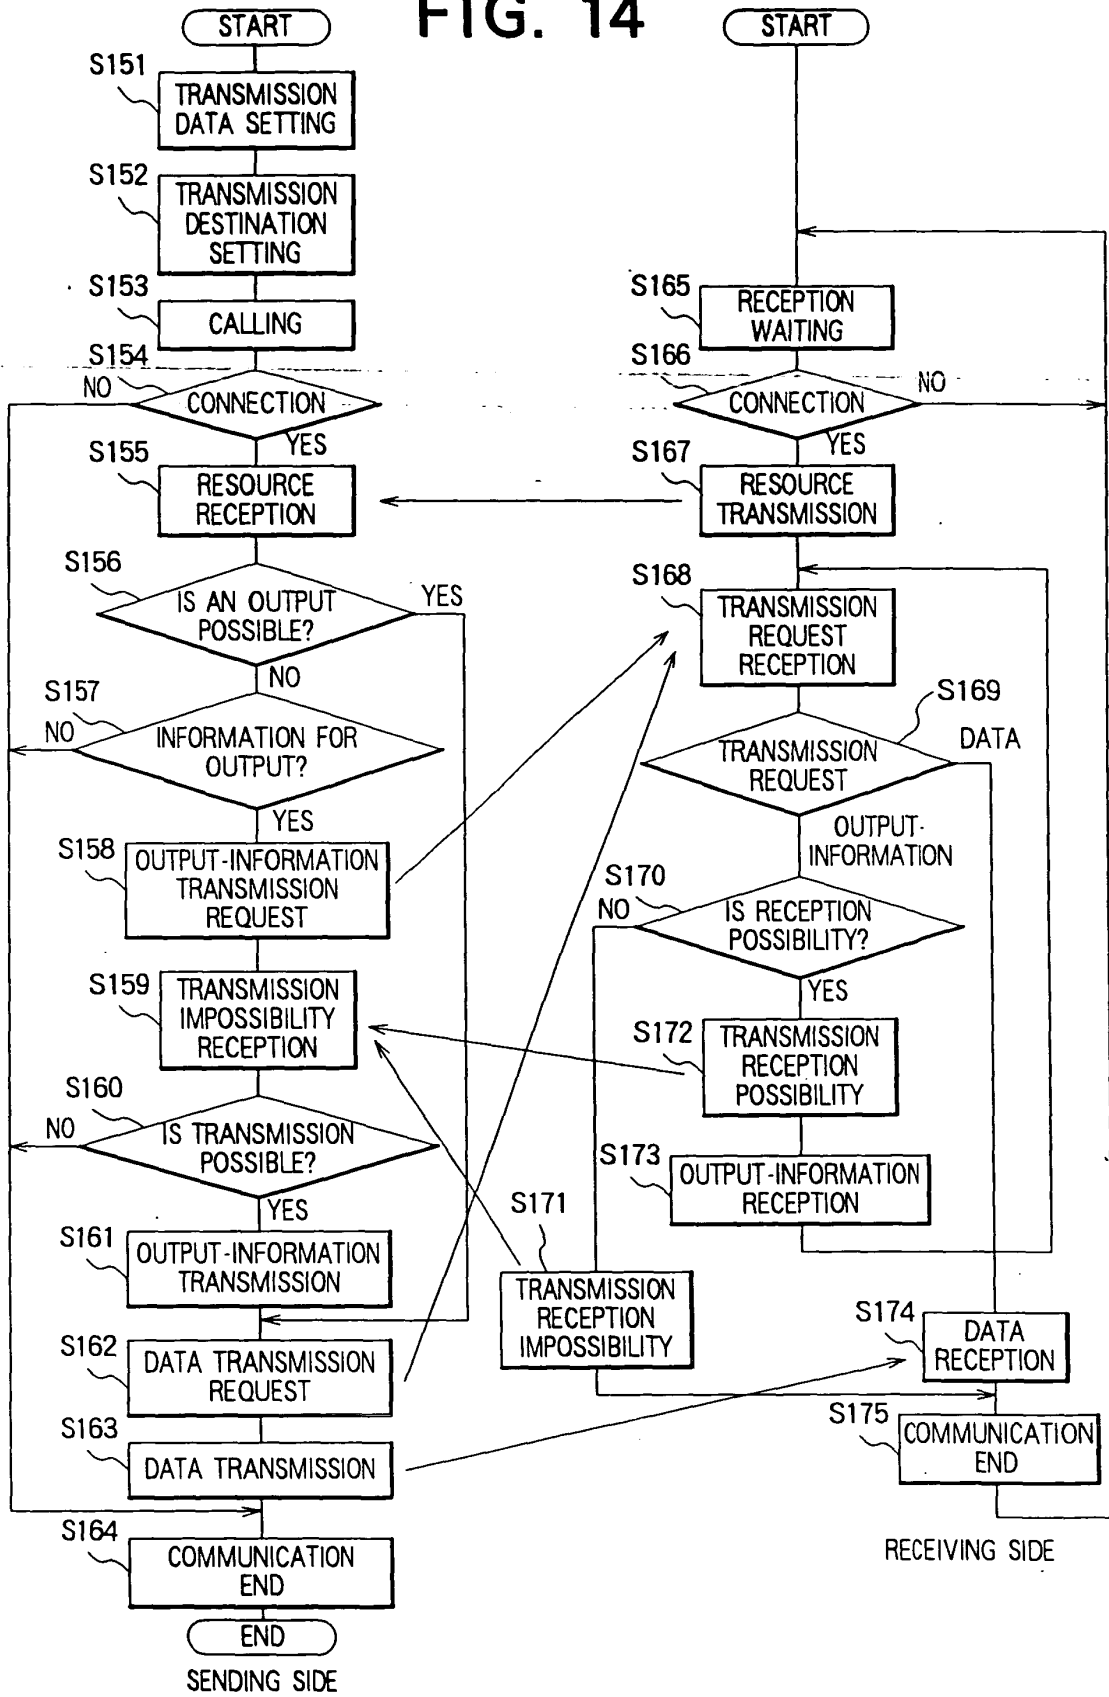 FIG. 14
START
S151
TRANSMISSION
DATA SETTING
S152
TRANSMISSION
DESTINATION
SETTING
S153
CALLING
S154
NO
CONNECTION
YES
S155
RESOURCE
RECEPTION
S156
IS AN OUTPUT
POSSIBLE?
YES
NO
S157
NO
INFORMATION FOR
OUTPUT?
YES
S158
OUTPUT-INFORMATION
TRANSMISSION
REQUEST
S159
TRANSMISSION
IMPOSSIBILITY
RECEPTION
S160
NO
IS TRANSMISSION
POSSIBLE?
YES
S161
OUTPUT-INFORMATION
TRANSMISSION
S162
DATA TRANSMISSION
REQUEST
S163
DATA TRANSMISSION
S164
COMMUNICATION
END
END
SENDING SIDE
START
S165
RECEPTION
WAITING
S166
NO
CONNECTION
YES
S167
RESOURCE
TRANSMISSION
S168
TRANSMISSION
REQUEST
RECEPTION
S169
TRANSMISSION
REQUEST
DATA
OUTPUT-
INFORMATION
S170
NO
IS RECEPTION
POSSIBILITY?
YES
S172
TRANSMISSION
RECEPTION
POSSIBILITY
S173
OUTPUT-INFORMATION
RECEPTION
S171
TRANSMISSION
RECEPTION
IMPOSSIBILITY
S174
DATA
RECEPTION
S175
COMMUNICATION
END
RECEIVING SIDE